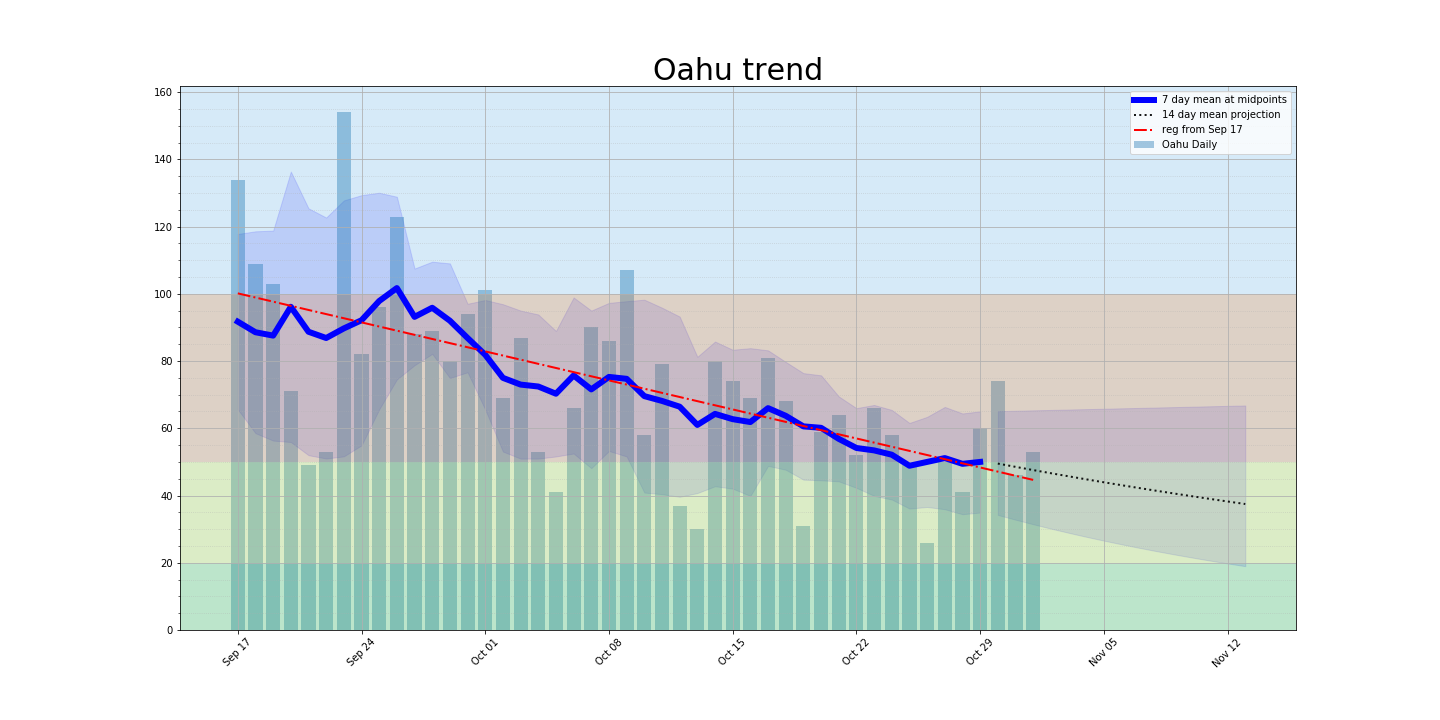 Oahu trend
160
140
120
100
80
60
40
20
0
7 day mean at midpoints
14 day mean projection
reg from Sep 17
Oahu Daily
Sep 17
Sep 24
Oct 01
Oct 08
Oct 15
Oct 22
Oct 29
Nov 05
Nov 12